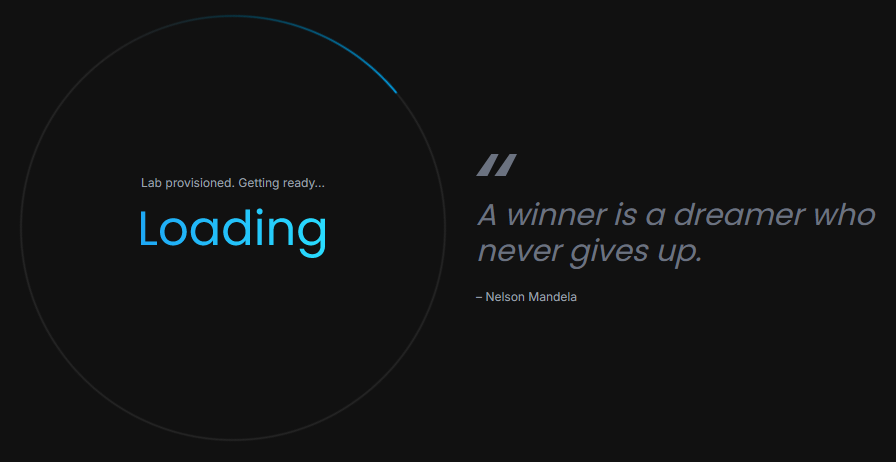 Lab provisioned. Getting ready...
Loading
A winner is a dreamer who
never gives up.
– Nelson Mandela